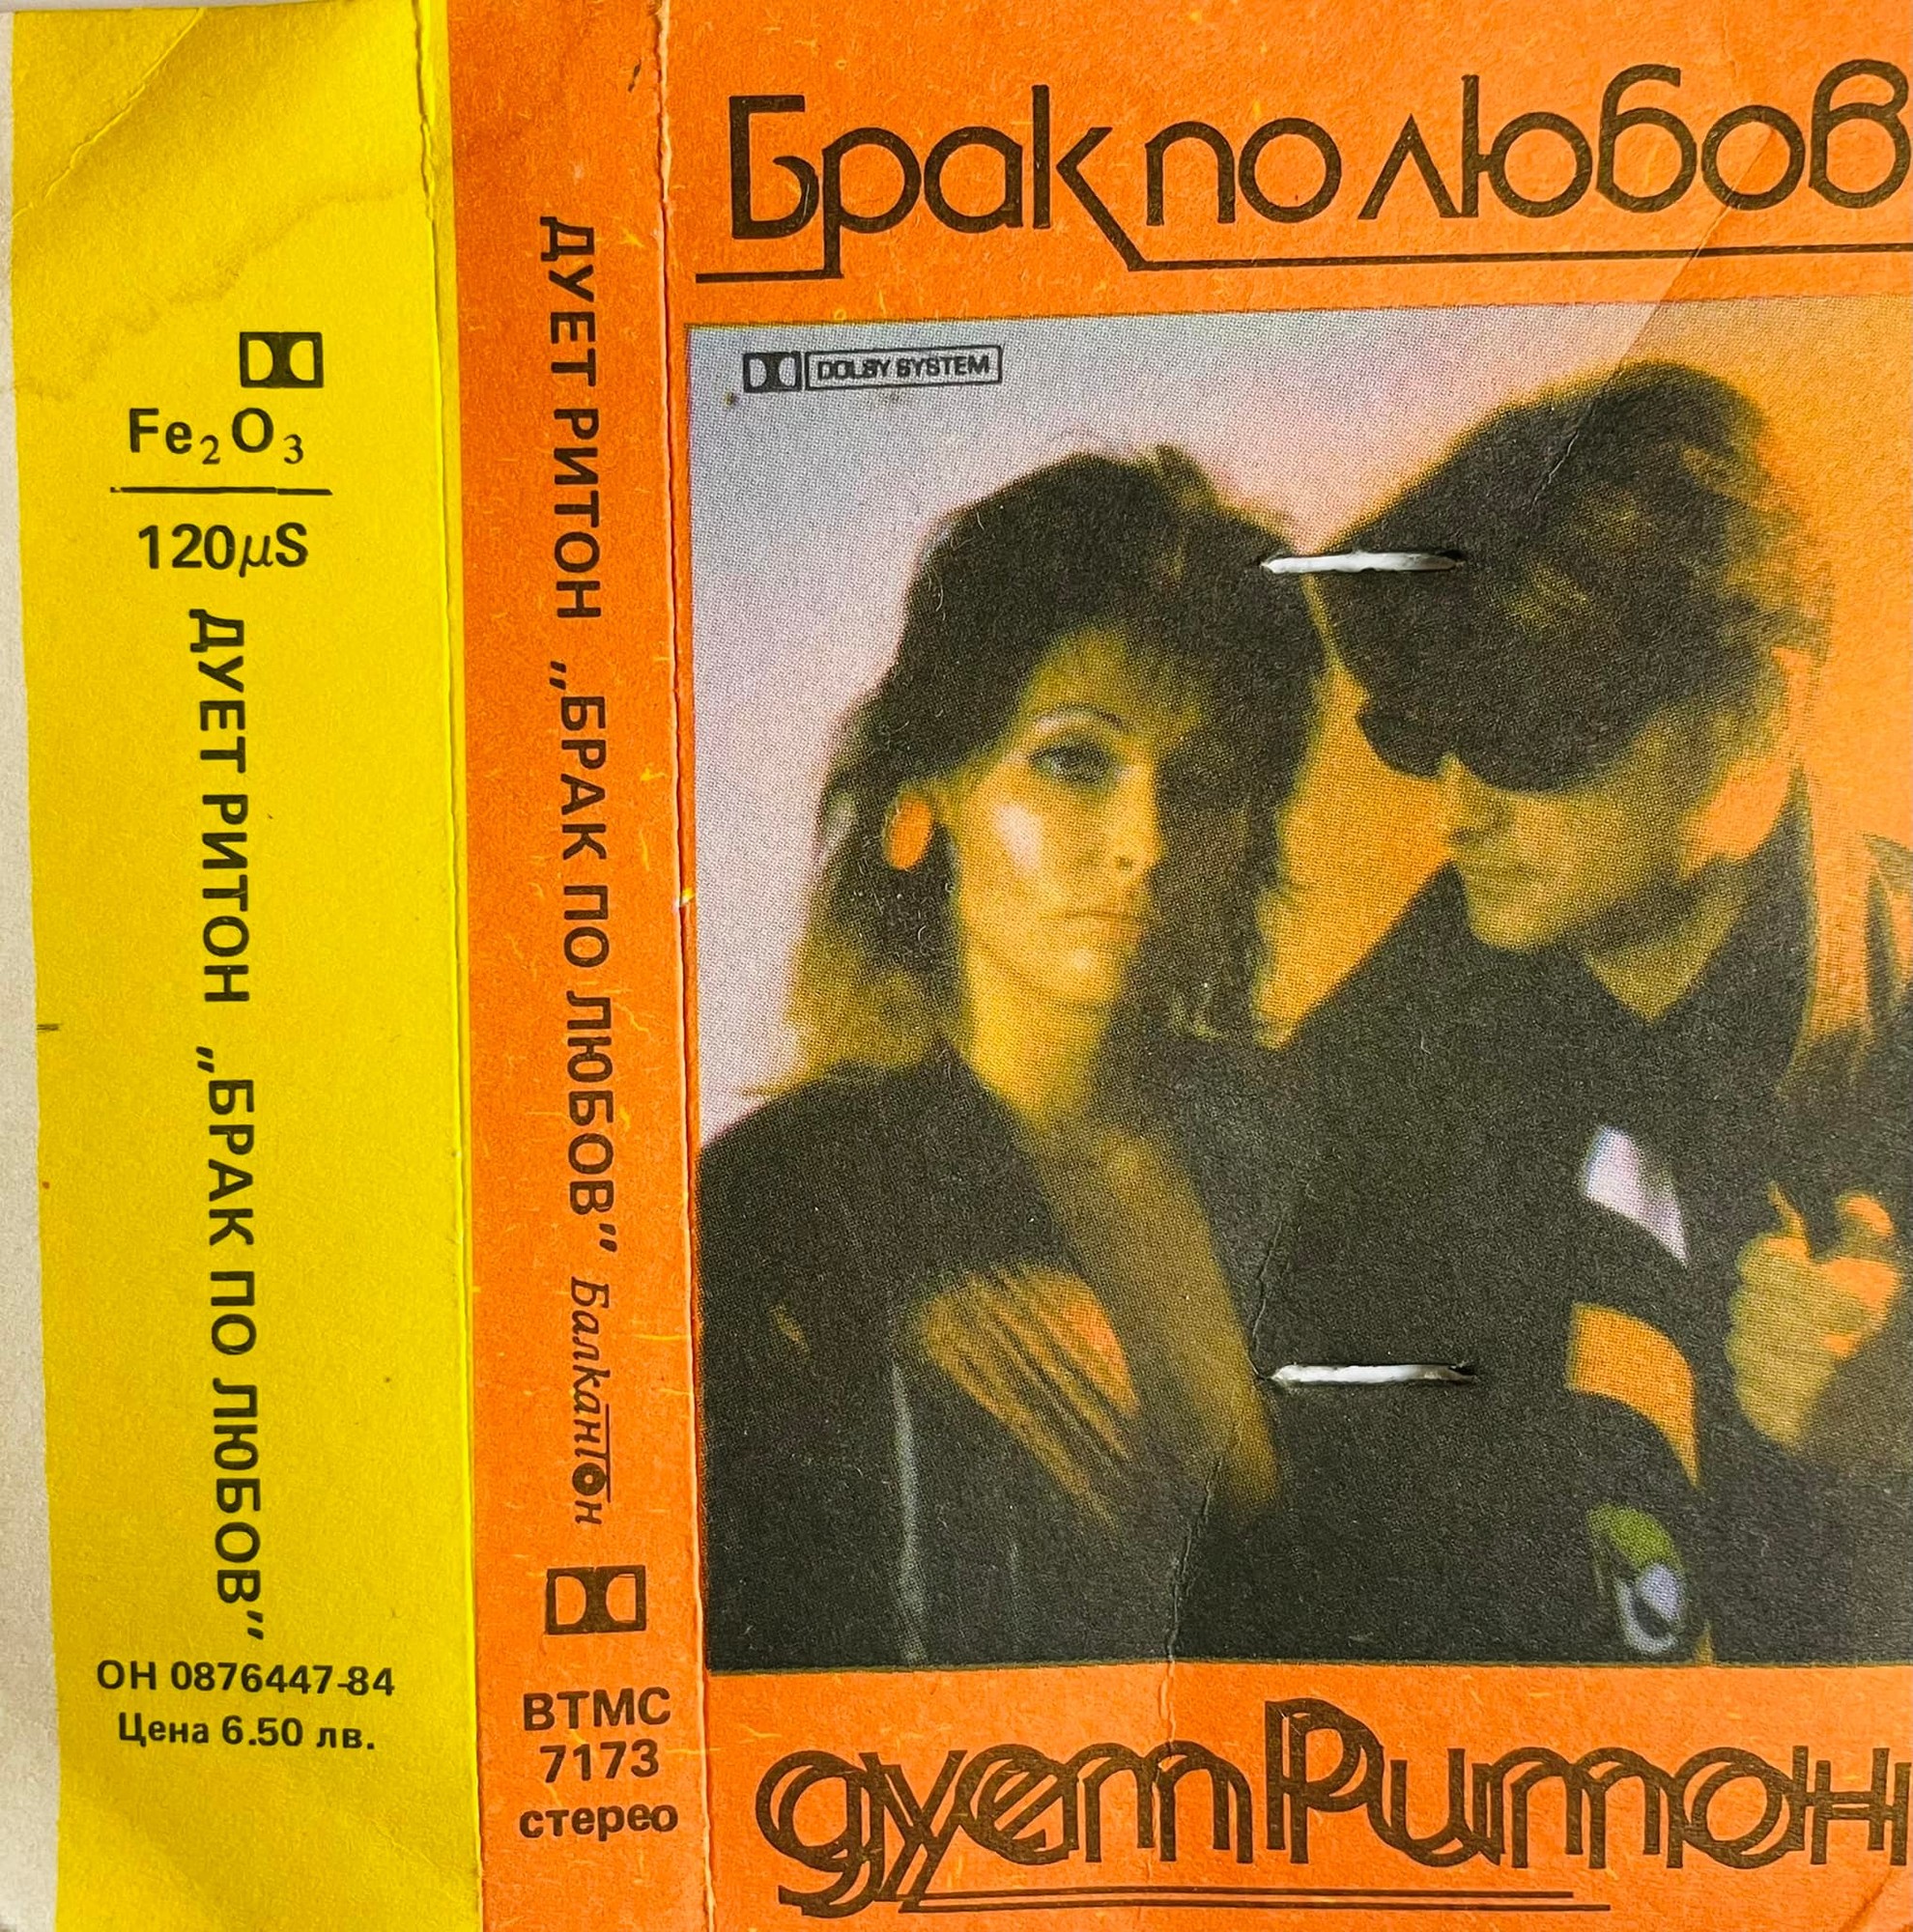 Fe₂O₃
120μS
ДУЕТ РИТОН „БРАК ПО ЛЮБОВ”
ОН 0876447-84
Цена 6.50 лв.
ДУЕТ РИТОН „БРАК ПО ЛЮБОВ” Балкантон
ВТМС
7173
стерео
Брак по любов
DOLBY SYSTEM
дует Ритон